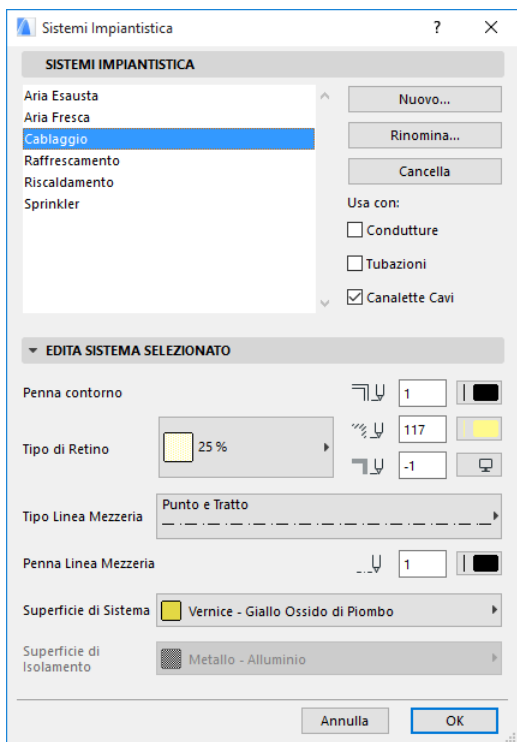 Sistemi Impiantistica
?
SISTEMI IMPIANTISTICA
Aria Esausta
Aria Fresca
Cablaggio
Raffrescamento
Riscaldamento
Sprinkler
Nuovo...
Rinomina...
Cancella
Usa con:
Condutture
Tubazioni
Canalette Cavi
EDITA SISTEMA SELEZIONATO
Penna contorno
1
Tipo di Retino
25 %
117
-1
Tipo Linea Mezzeria
Punto e Tratto
Penna Linea Mezzeria
1
Superficie di Sistema
Vernice - Giallo Ossido di Piombo
Superficie di
Isolamento
Metallo - Alluminio
Annulla
OK